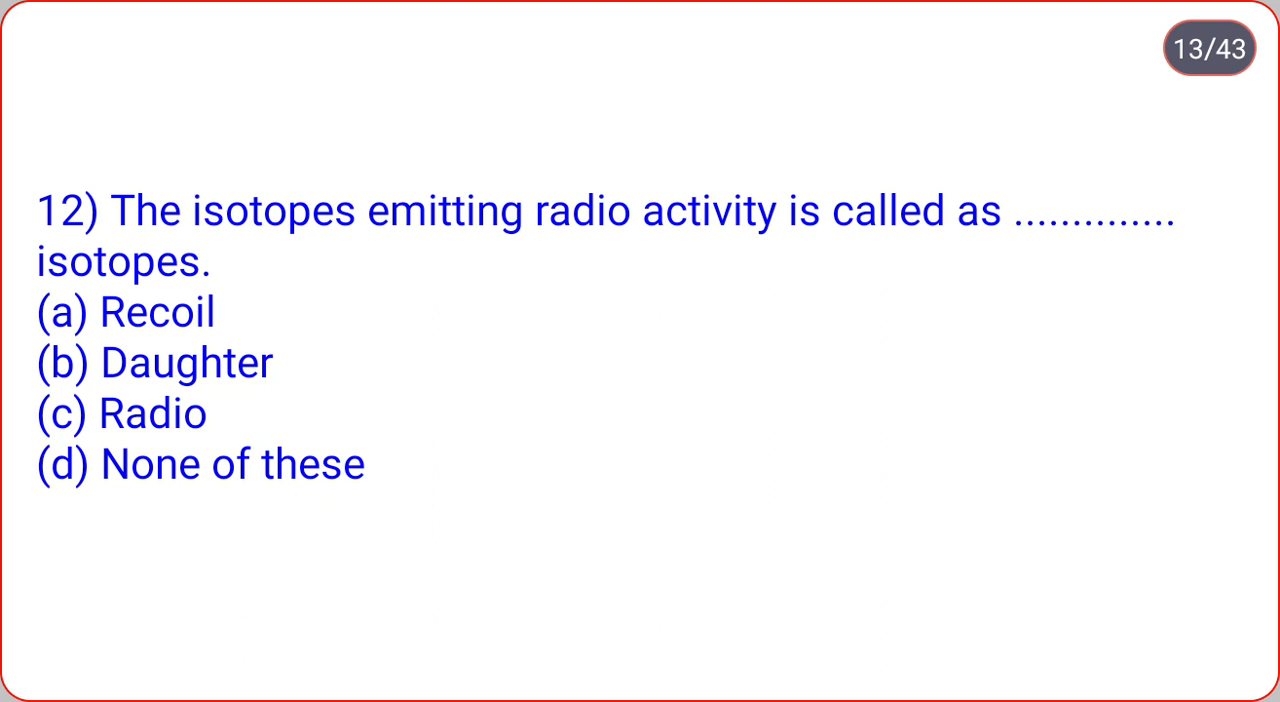 13/43
12) The isotopes emitting radio activity is called as ..............
isotopes.
(a) Recoil
(b) Daughter
(c) Radio
(d) None of these